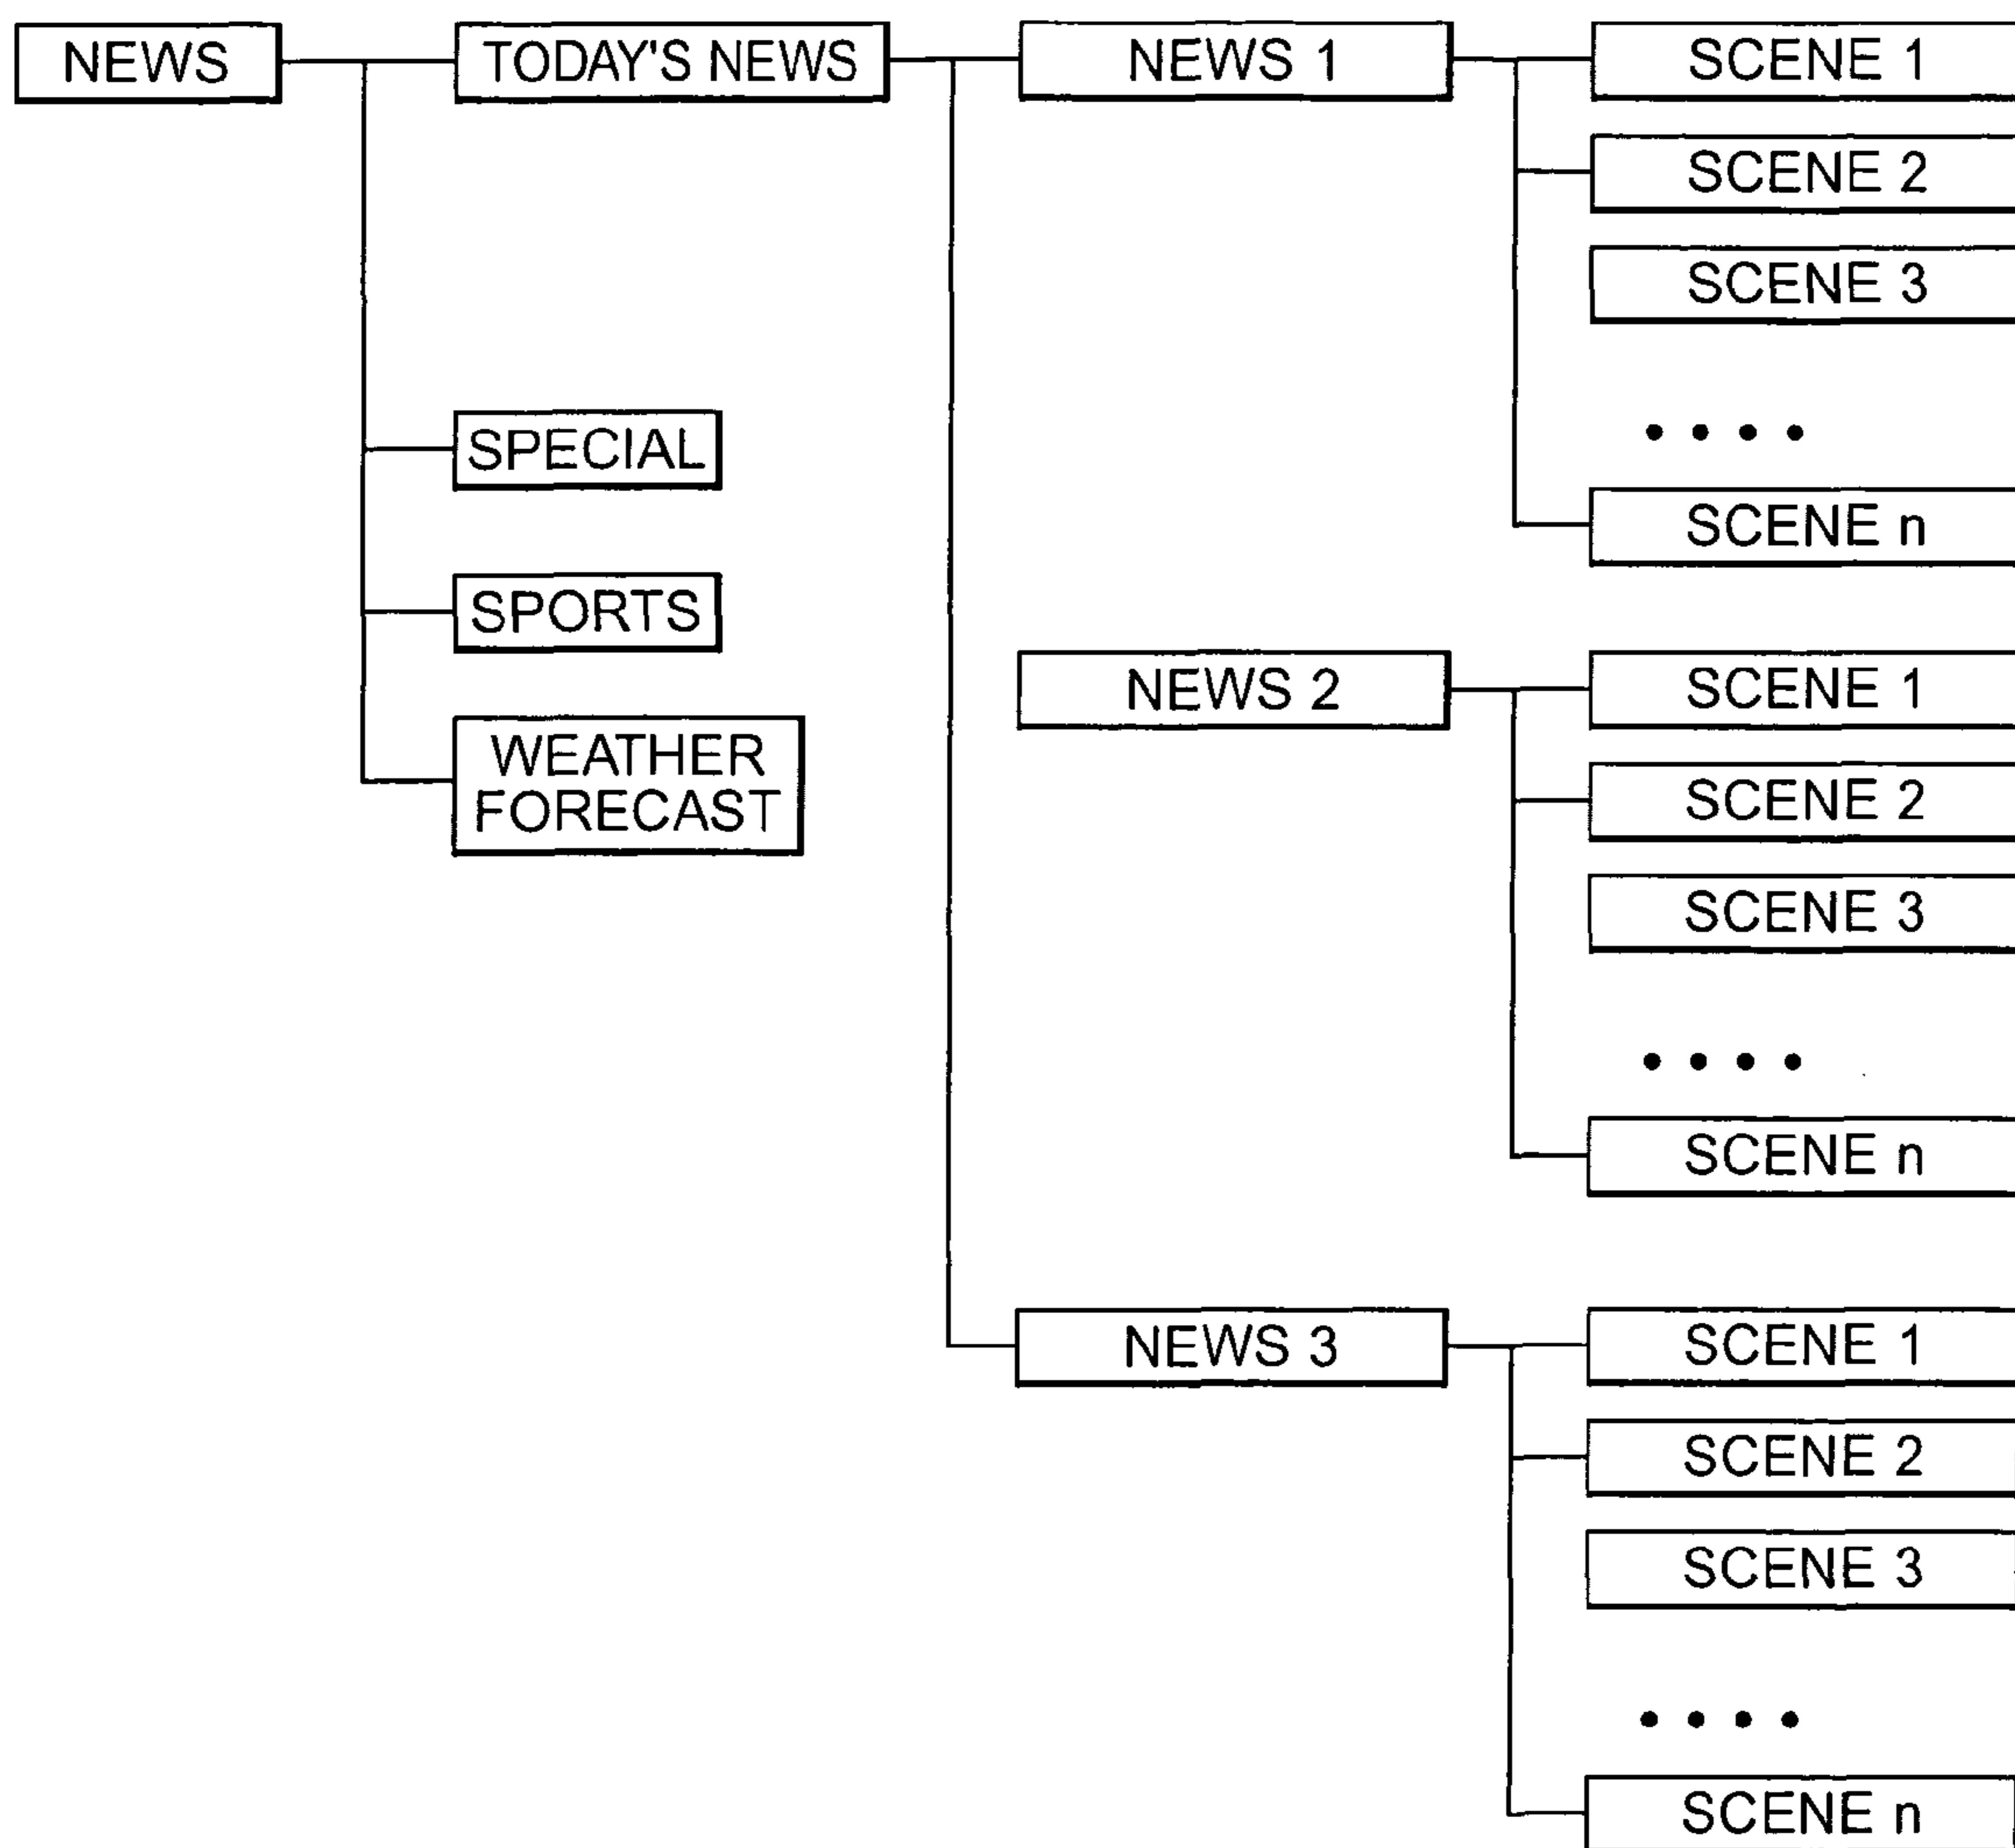 NEWS
TODAY'S NEWS
NEWS 1
SCENE 1
SCENE 2
SCENE 3
• • • •
SCENE n
SPECIAL
SPORTS
WEATHER
FORECAST
NEWS 2
SCENE 1
SCENE 2
SCENE 3
• • • •
SCENE n
NEWS 3
SCENE 1
SCENE 2
SCENE 3
• • • •
SCENE n